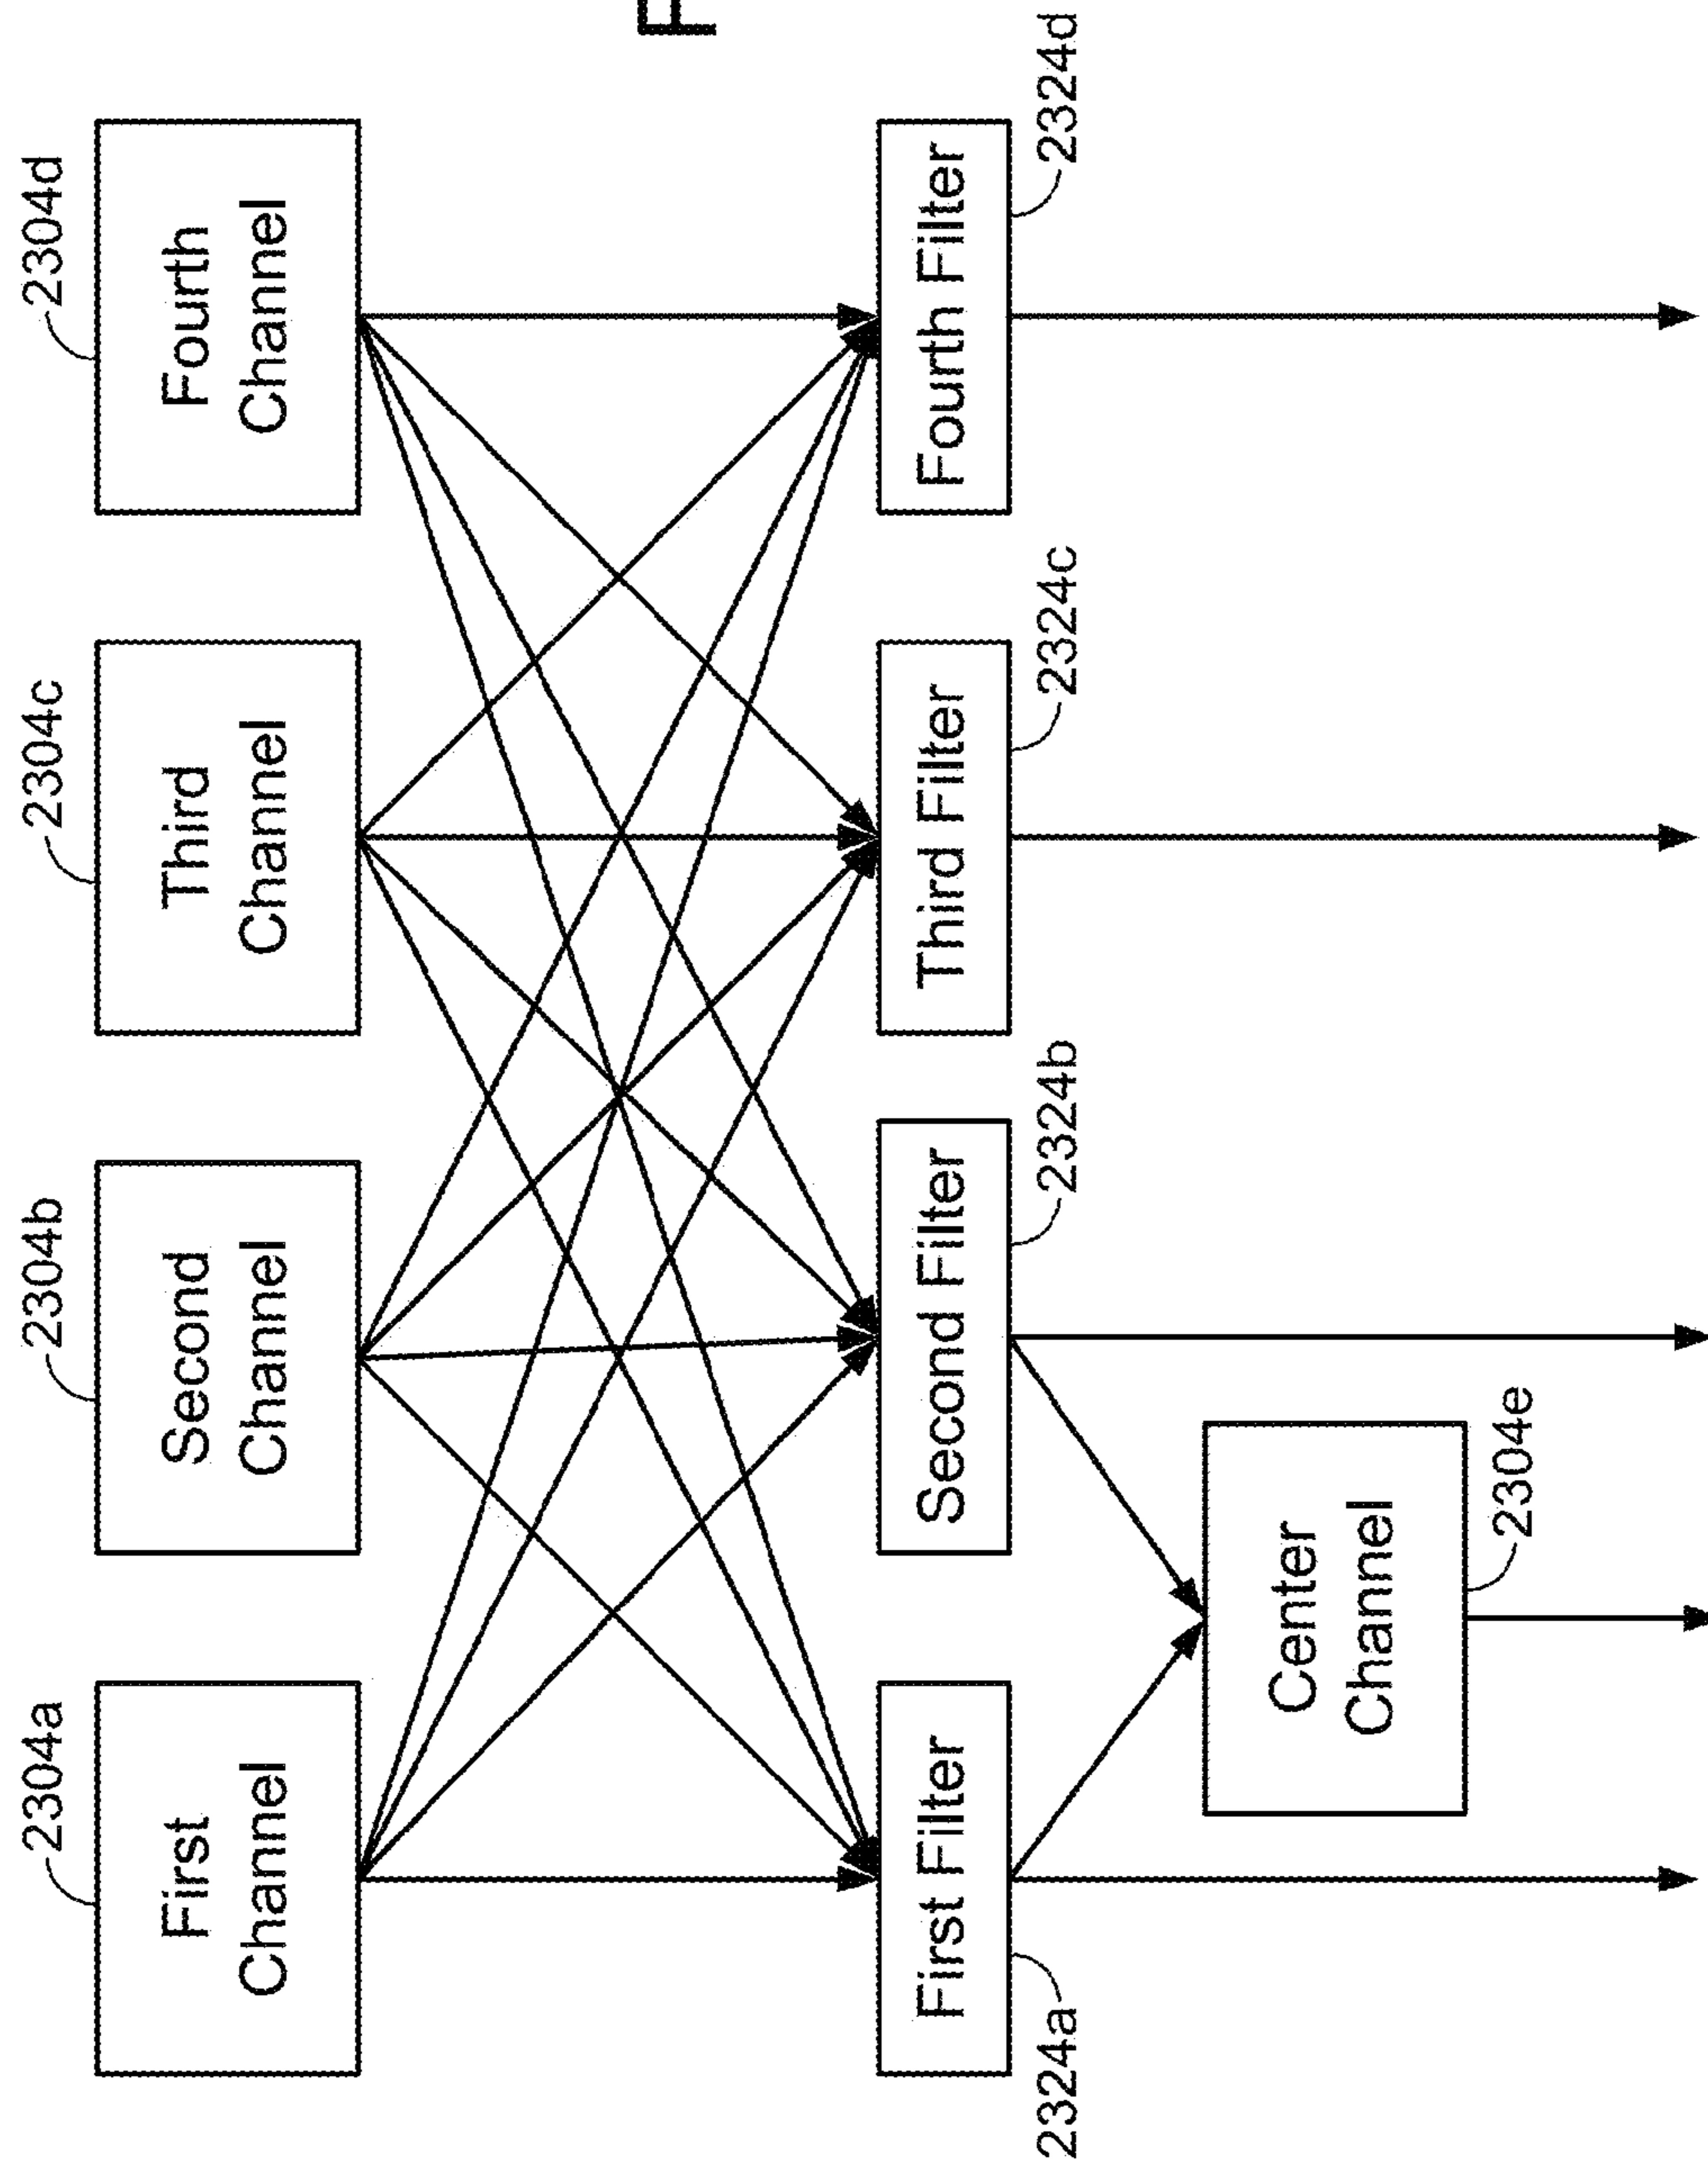 2304a
2304b
2304c
2304d
First
Channel
Second
Channel
Third
Channel
Fourth
Channel
First Filter
Second Filter
Third Filter
Fourth Filter
2324a
2324b
2324c
2324d
Center
Channel
2304e
F